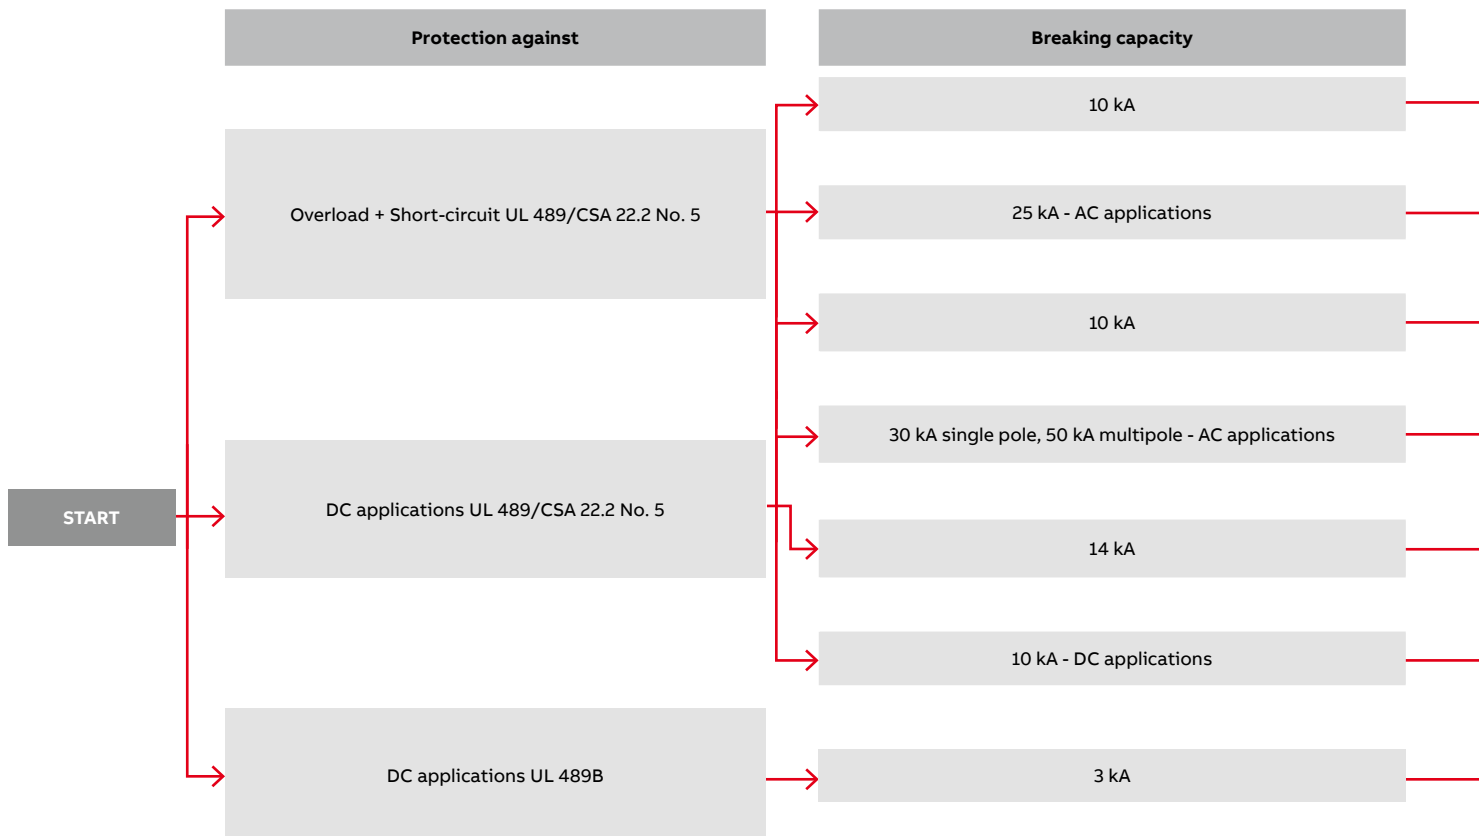 Protection against
Breaking capacity
10 kA
Overload + Short-circuit UL 489/CSA 22.2 No. 5
25 kA - AC applications
10 kA
30 kA single pole, 50 kA multipole - AC applications
START
DC applications UL 489/CSA 22.2 No. 5
14 kA
10 kA - DC applications
DC applications UL 489B
3 kA